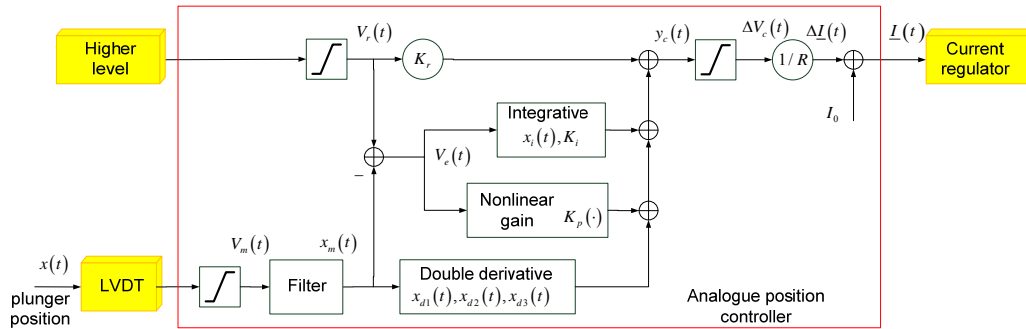 Higher
level
V_r(t)
K_r
y_c(t)
ΔV_c(t)
1/R
ΔI(t)
I(t)
Current
regulator
I_0
Integrative
x_i(t), K_i
V_e(t)
−
Nonlinear
gain K_p(·)
x(t)
plunger
position
LVDT
V_m(t)
Filter
x_m(t)
Double derivative
x_d1(t), x_d2(t), x_d3(t)
Analogue position
controller